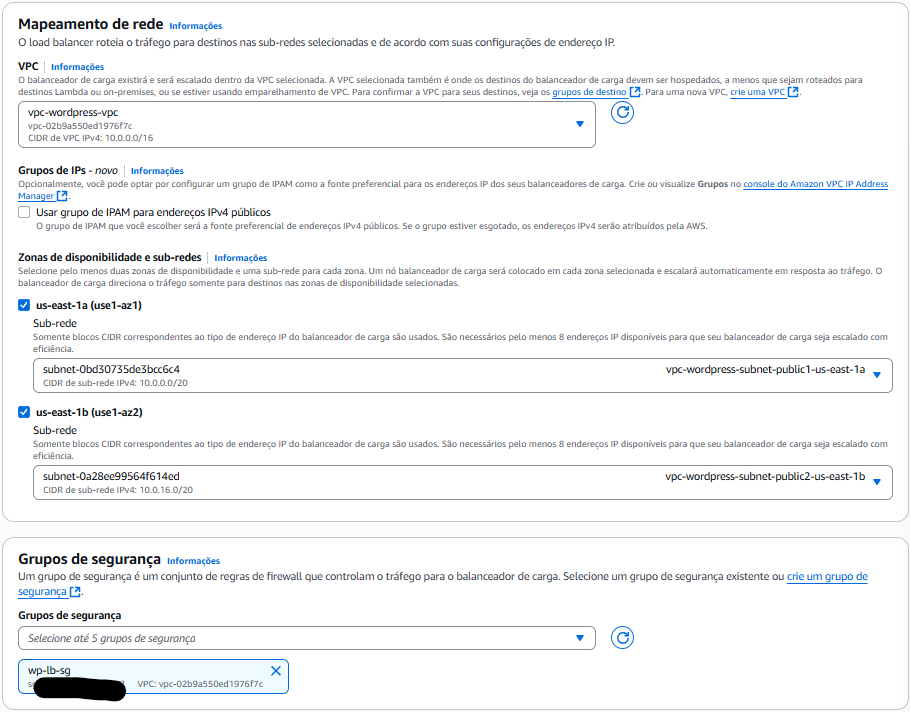 Mapeamento de rede Informações
O load balancer roteia o tráfego para destinos nas sub-redes selecionadas e de acordo com suas configurações de endereço IP.
VPC Informações
O balanceador de carga existirá e será escalado dentro da VPC selecionada. A VPC selecionada também é onde os destinos do balanceador de carga devem ser hospedados, a menos que sejam roteados para
destinos Lambda ou on-premises, ou se estiver usando emparelhamento de VPC. Para confirmar a VPC para seus destinos, veja os grupos de destino. Para uma nova VPC, crie uma VPC.
vpc-wordpress-vpc
vpc-02b9a550ed1976f7c
CIDR de VPC IPv4: 10.0.0.0/16
Grupos de IPs - novo Informações
Opcionalmente, você pode optar por configurar um grupo de IPAM como a fonte preferencial para os endereços IP dos seus balanceadores de carga. Crie ou visualize Grupos no console do Amazon VPC IP Address
Manager.
Usar grupo de IPAM para endereços IPv4 públicos
O grupo de IPAM que você escolher será a fonte preferencial de endereços IPv4 públicos. Se o grupo estiver esgotado, os endereços IPv4 serão atribuídos pela AWS.
Zonas de disponibilidade e sub-redes Informações
Selecione pelo menos duas zonas de disponibilidade e uma sub-rede para cada zona. Um nó balanceador de carga será colocado em cada zona selecionada e escalará automaticamente em resposta ao tráfego. O
balanceador de carga direciona o tráfego somente para destinos nas zonas de disponibilidade selecionadas.
us-east-1a (use1-az1)
Sub-rede
Somente blocos CIDR correspondentes ao tipo de endereço IP do balanceador de carga são usados. São necessários pelo menos 8 endereços IP disponíveis para que seu balanceador de carga seja escalado com
eficiência.
subnet-0bd30735de3bcc6c4 vpc-wordpress-subnet-public1-us-east-1a
CIDR de sub-rede IPv4: 10.0.0.0/20
us-east-1b (use1-az2)
Sub-rede
Somente blocos CIDR correspondentes ao tipo de endereço IP do balanceador de carga são usados. São necessários pelo menos 8 endereços IP disponíveis para que seu balanceador de carga seja escalado com
eficiência.
subnet-0a28ee99564f614ed vpc-wordpress-subnet-public2-us-east-1b
CIDR de sub-rede IPv4: 10.0.16.0/20
Grupos de segurança Informações
Um grupo de segurança é um conjunto de regras de firewall que controlam o tráfego para o balanceador de carga. Selecione um grupo de segurança existente ou crie um grupo de
segurança.
Grupos de segurança
Selecione até 5 grupos de segurança
wp-lb-sg
VPC: vpc-02b9a550ed1976f7c